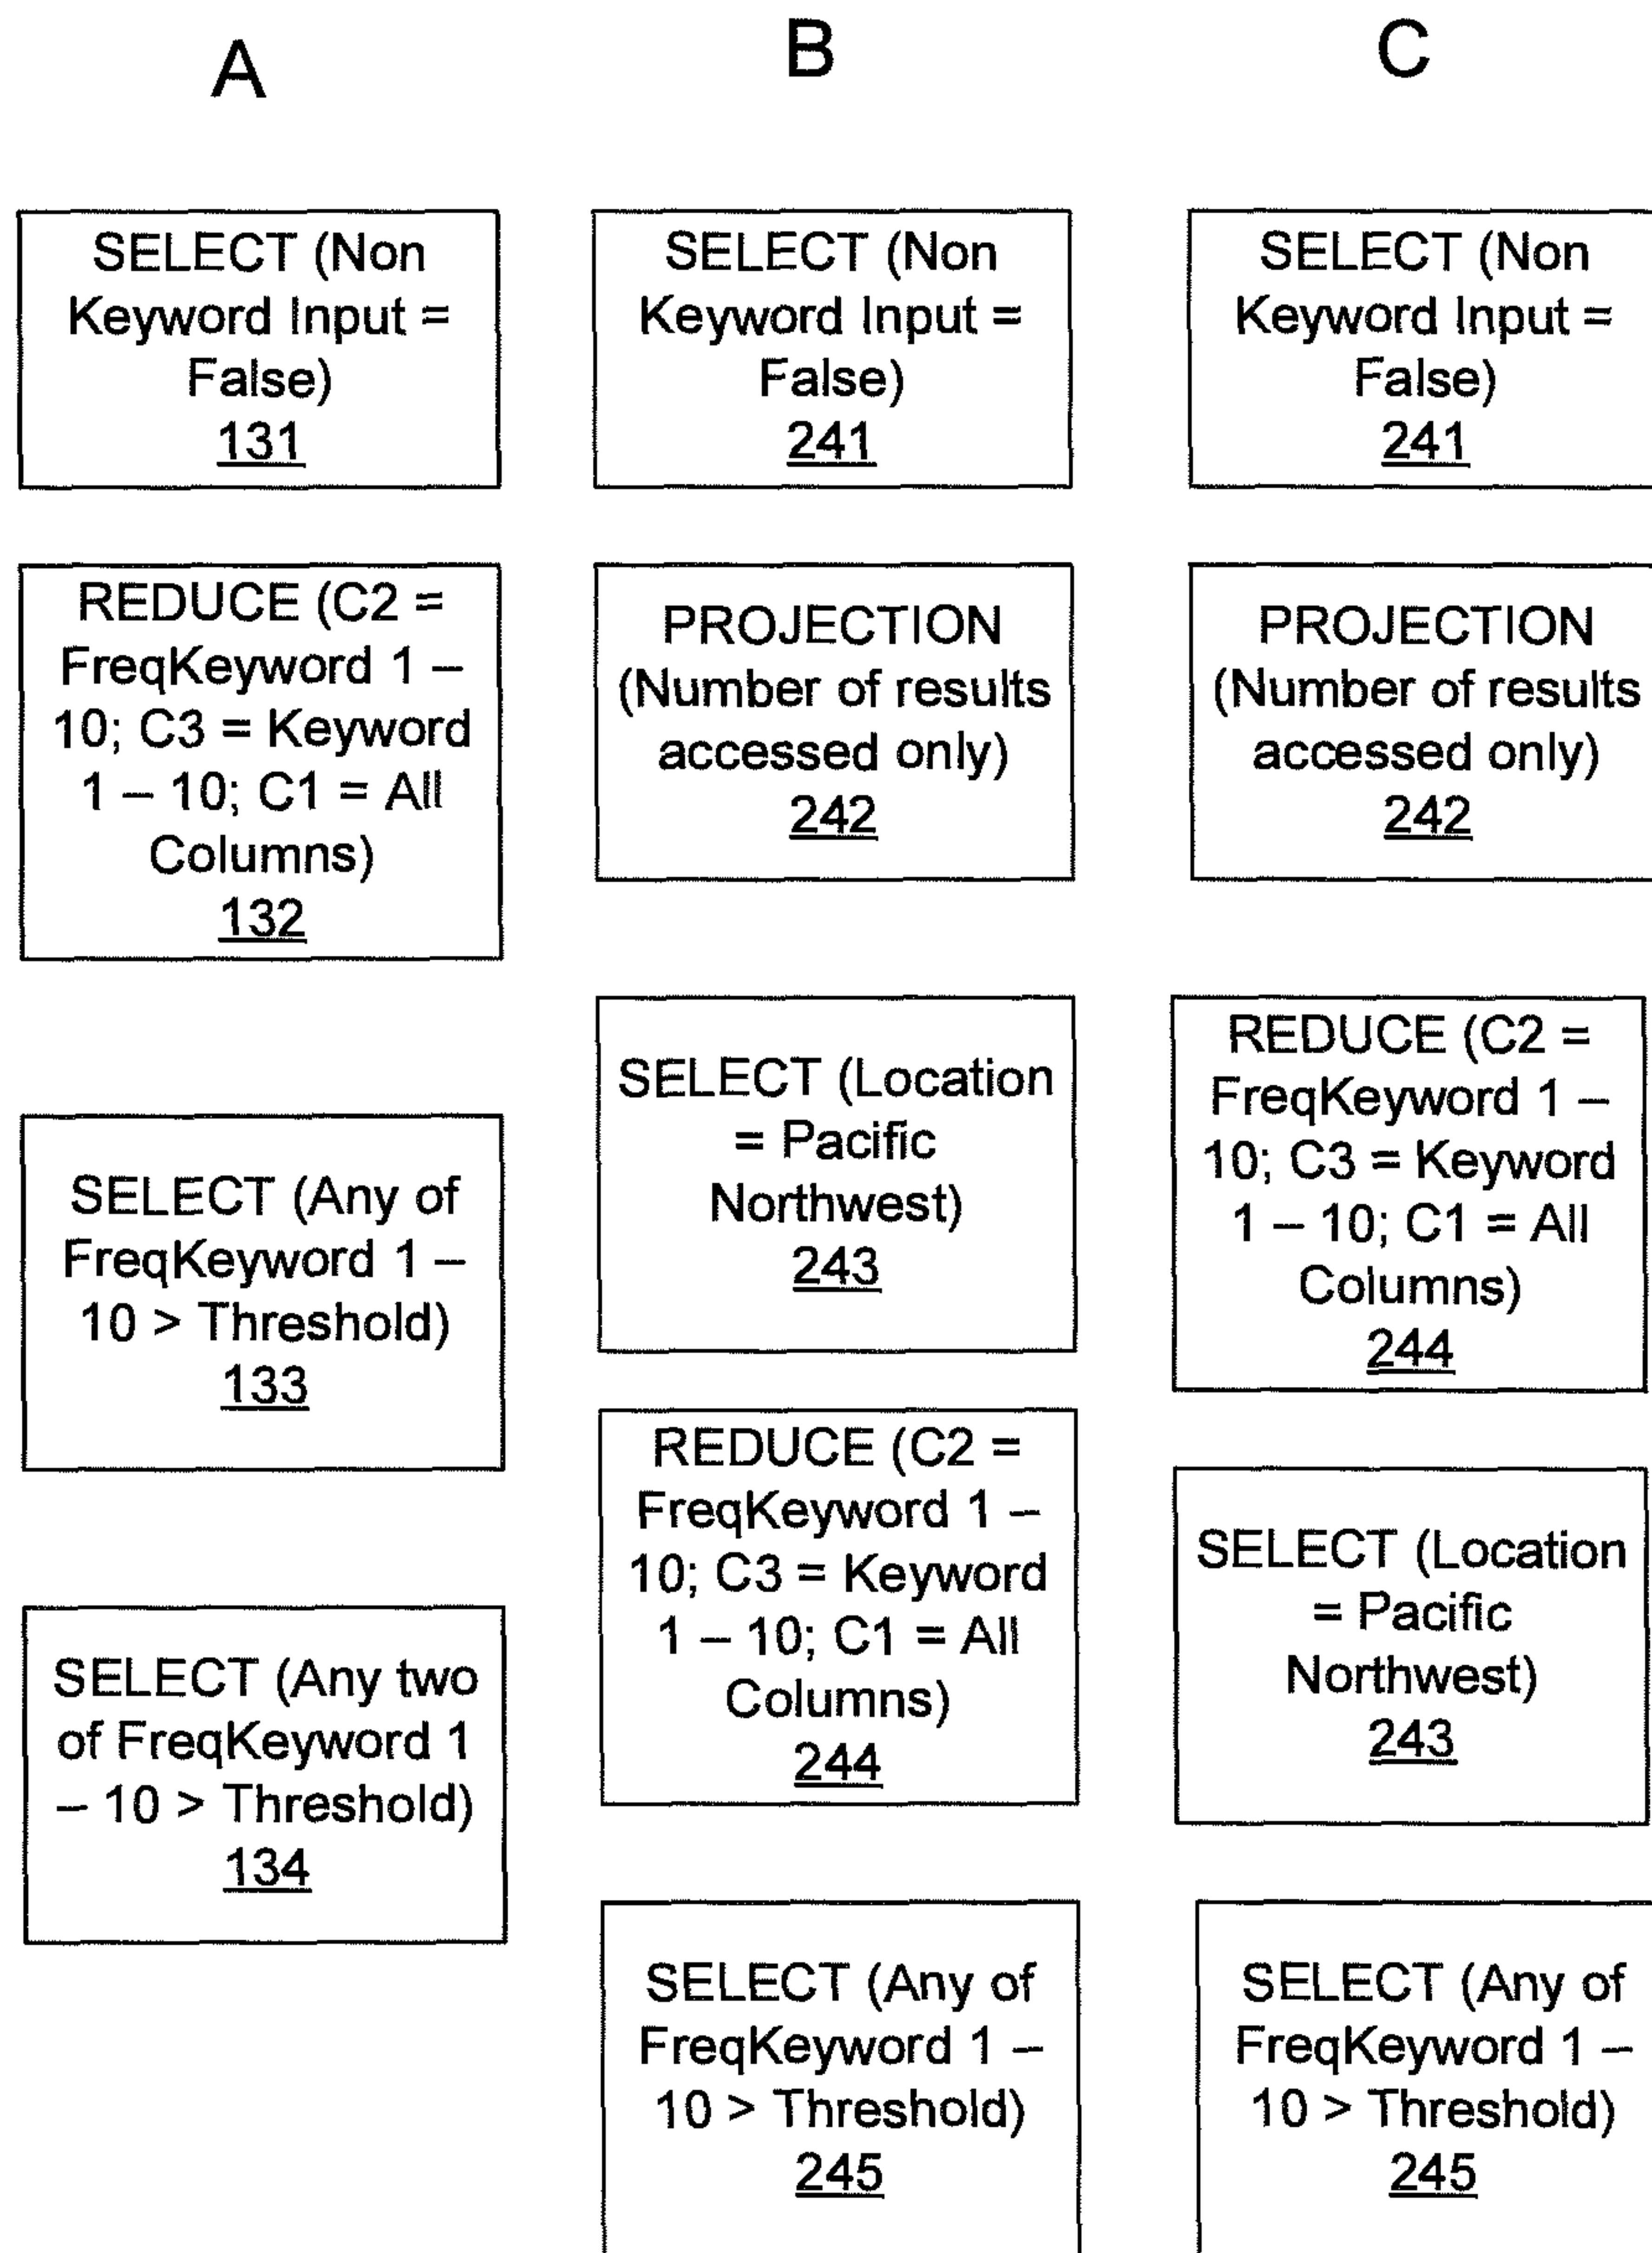 A
SELECT (Non
Keyword Input =
False)
131
REDUCE (C2 =
FreqKeyword 1 –
10; C3 = Keyword
1 – 10; C1 = All
Columns)
132
SELECT (Any of
FreqKeyword 1 –
10 > Threshold)
133
SELECT (Any two
of FreqKeyword 1
– 10 > Threshold)
134
B
SELECT (Non
Keyword Input =
False)
241
PROJECTION
(Number of results
accessed only)
242
SELECT (Location
= Pacific
Northwest)
243
REDUCE (C2 =
FreqKeyword 1 –
10; C3 = Keyword
1 – 10; C1 = All
Columns)
244
SELECT (Any of
FreqKeyword 1 –
10 > Threshold)
245
C
SELECT (Non
Keyword Input =
False)
241
PROJECTION
(Number of results
accessed only)
242
REDUCE (C2 =
FreqKeyword 1 –
10; C3 = Keyword
1 – 10; C1 = All
Columns)
244
SELECT (Location
= Pacific
Northwest)
243
SELECT (Any of
FreqKeyword 1 –
10 > Threshold)
245